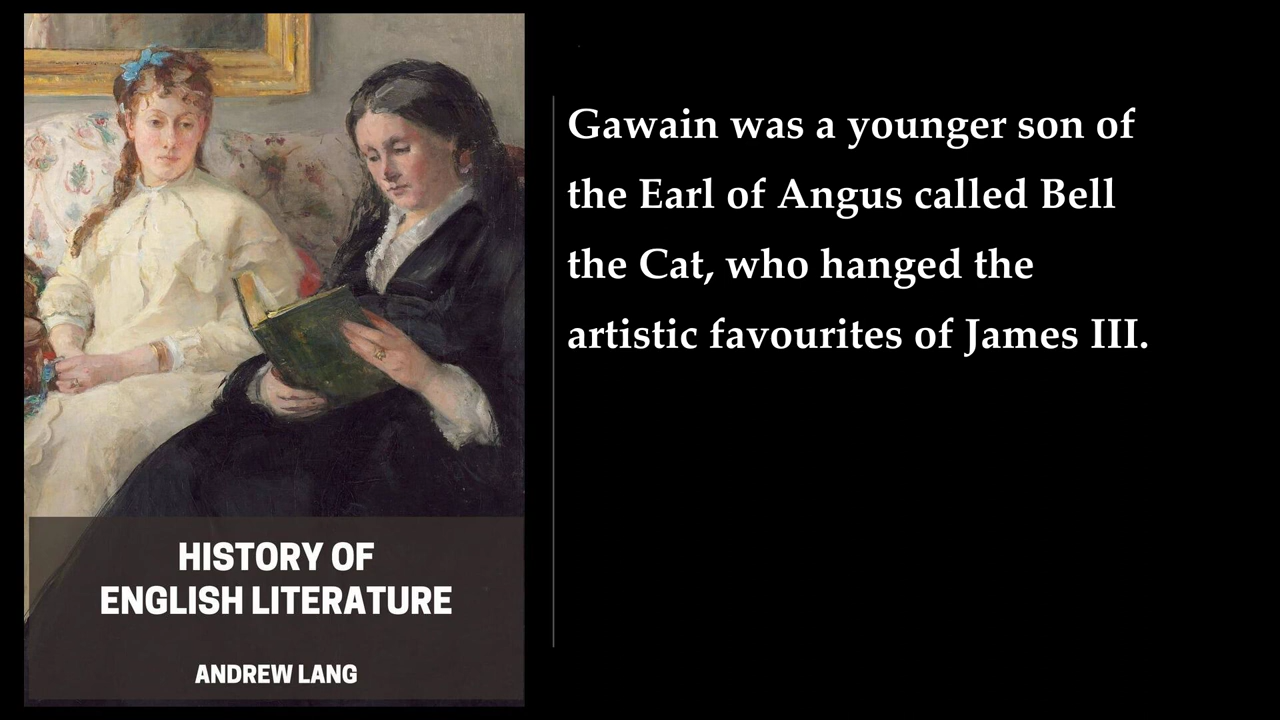 Gawain was a younger son of
the Earl of Angus called Bell
the Cat, who hanged the
artistic favourites of James III.
HISTORY OF
ENGLISH LITERATURE
ANDREW LANG